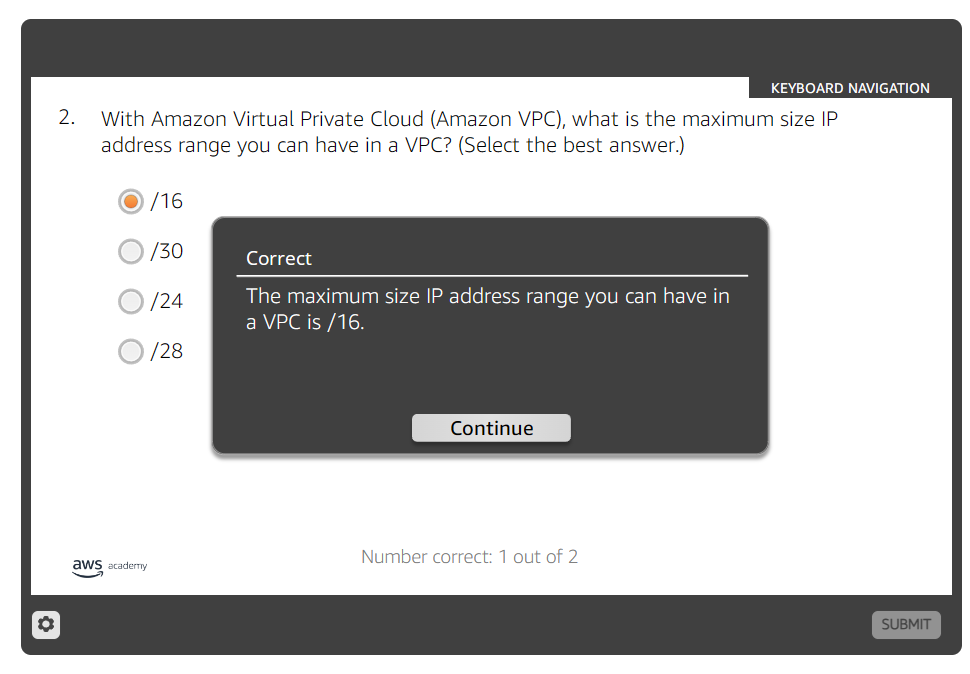 KEYBOARD NAVIGATION
2. With Amazon Virtual Private Cloud (Amazon VPC), what is the maximum size IP
address range you can have in a VPC? (Select the best answer.)
/16
/30
/24
/28
Correct
The maximum size IP address range you can have in
a VPC is /16.
Continue
Number correct: 1 out of 2
aws academy
SUBMIT